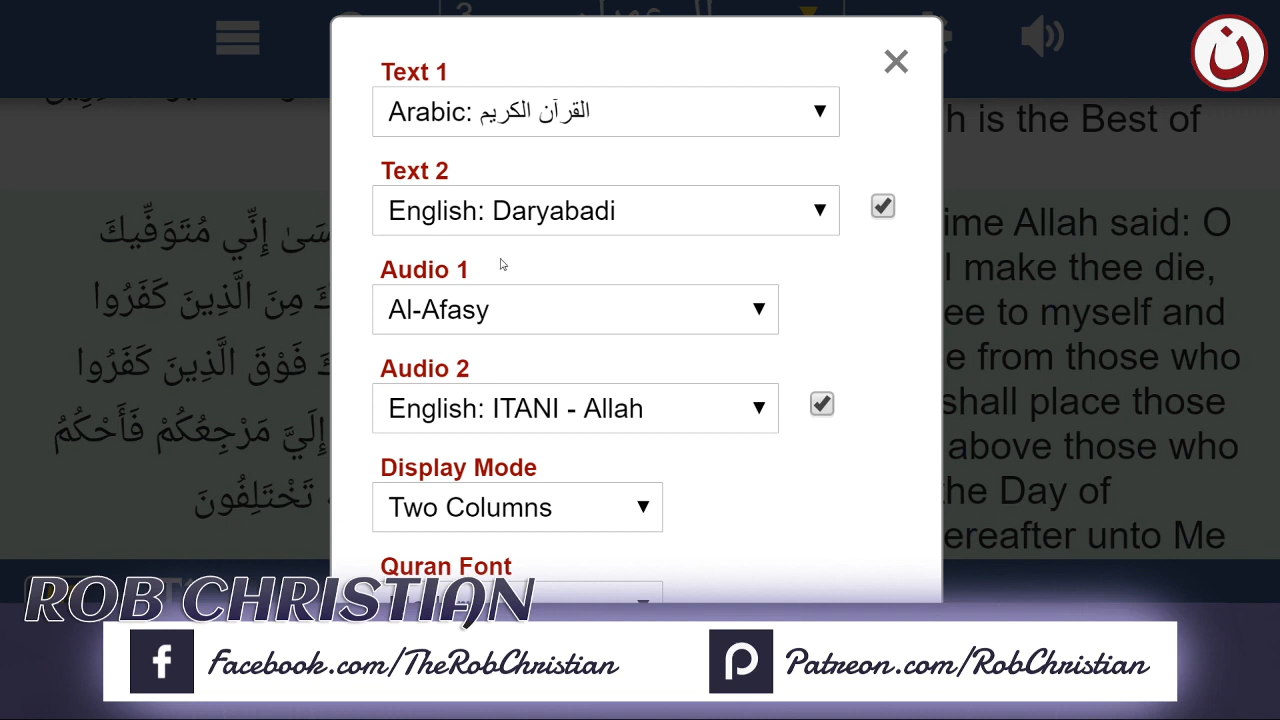 ن
Text 1
Arabic: القرآن الكريم
h is the Best of
Text 2
English: Daryabadi
إِنِّي مُتَوَفِّيكَ
ime Allah said: O
Audio 1
I make thee die,
مِنَ الَّذِينَ كَفَرُوا
Al-Afasy
ee to myself and
فَوْقَ الَّذِينَ كَفَرُوا
e from those who
Audio 2
English: ITANI - Allah
shall place those
إِلَيَّ مَرْجِعُكُمْ فَأَحْكُمُ
above those who
Display Mode
Two Columns
تَخْتَلِفُونَ
the Day of
ereafter unto Me
Quran Font
ROB CHRISTIAN
Facebook.com/TheRobChristian
Patreon.com/RobChristian